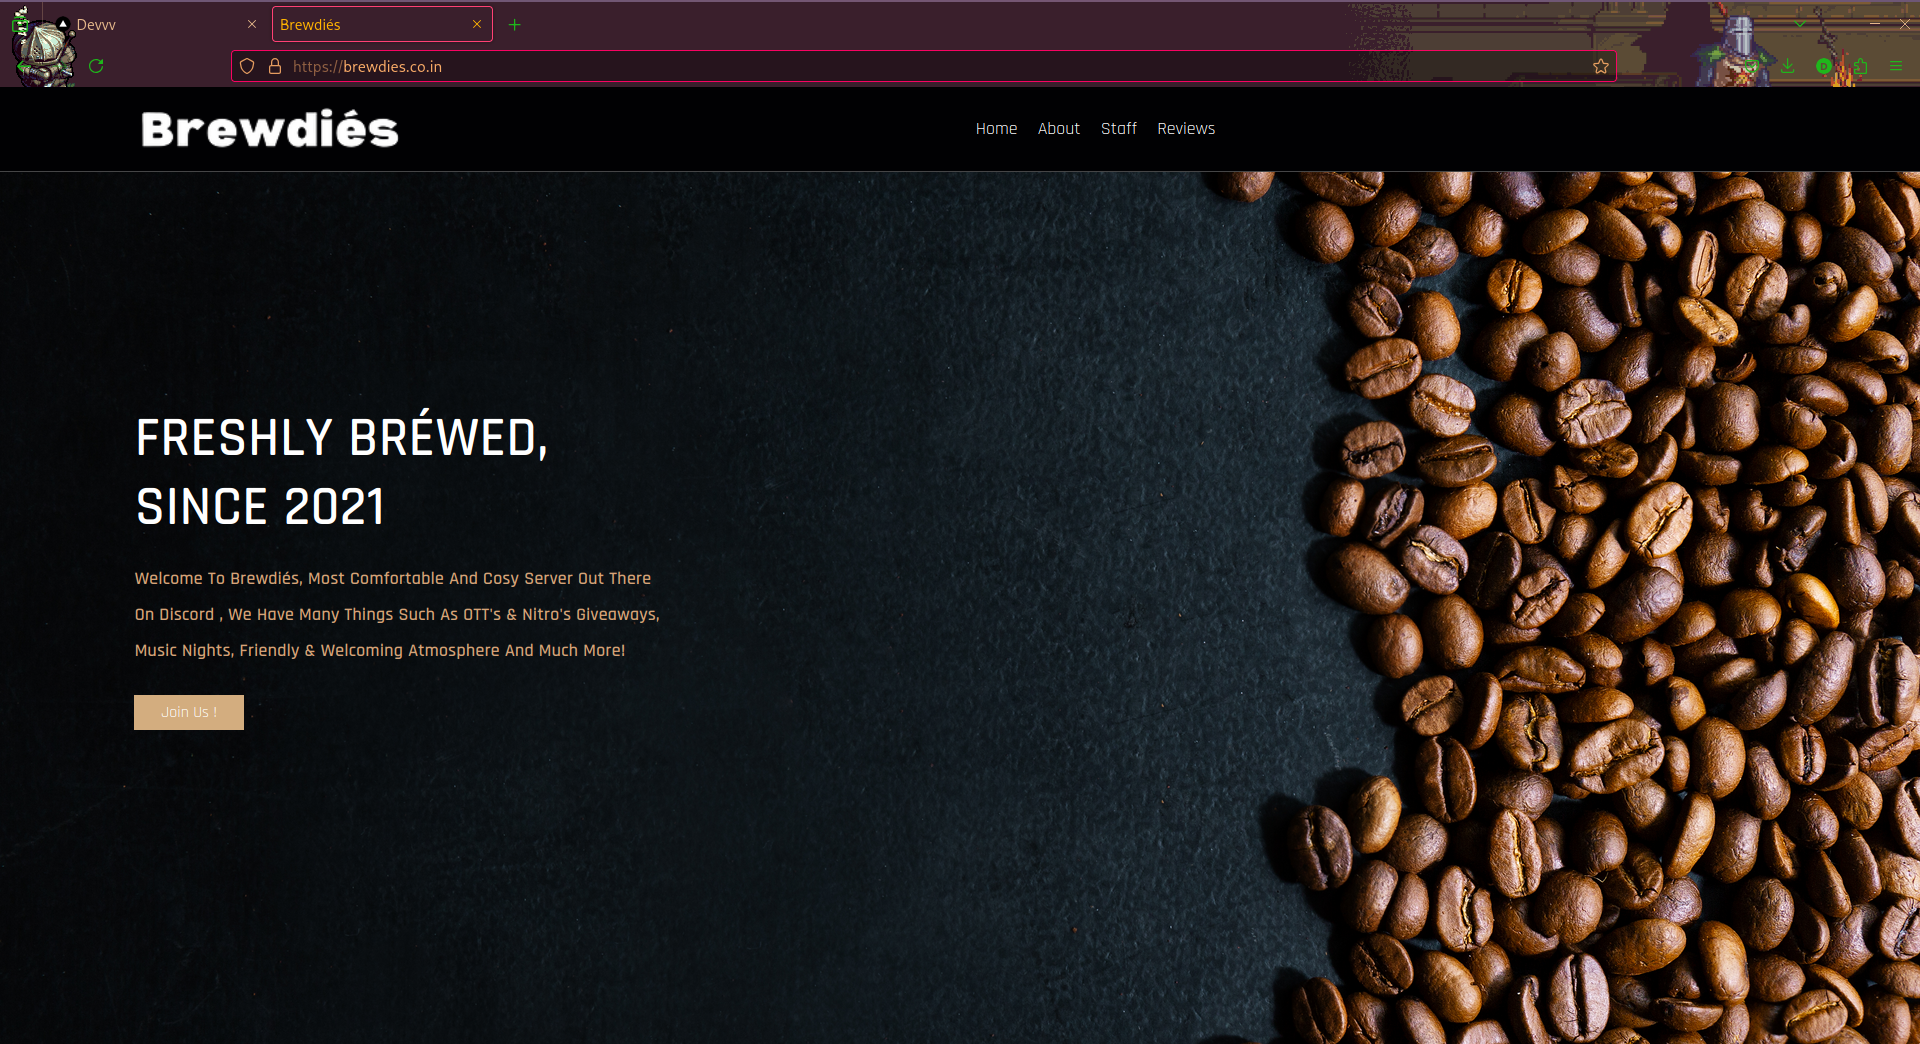 Devvv
Brewdiés
https://brewdies.co.in
D
Brewdiés
Home About Staff Reviews
FRESHLY BRÉWED,
SINCE 2021
Welcome To Brewdiés, Most Comfortable And Cosy Server Out There
On Discord , We Have Many Things Such As OTT's & Nitro's Giveaways,
Music Nights, Friendly & Welcoming Atmosphere And Much More!
Join Us !